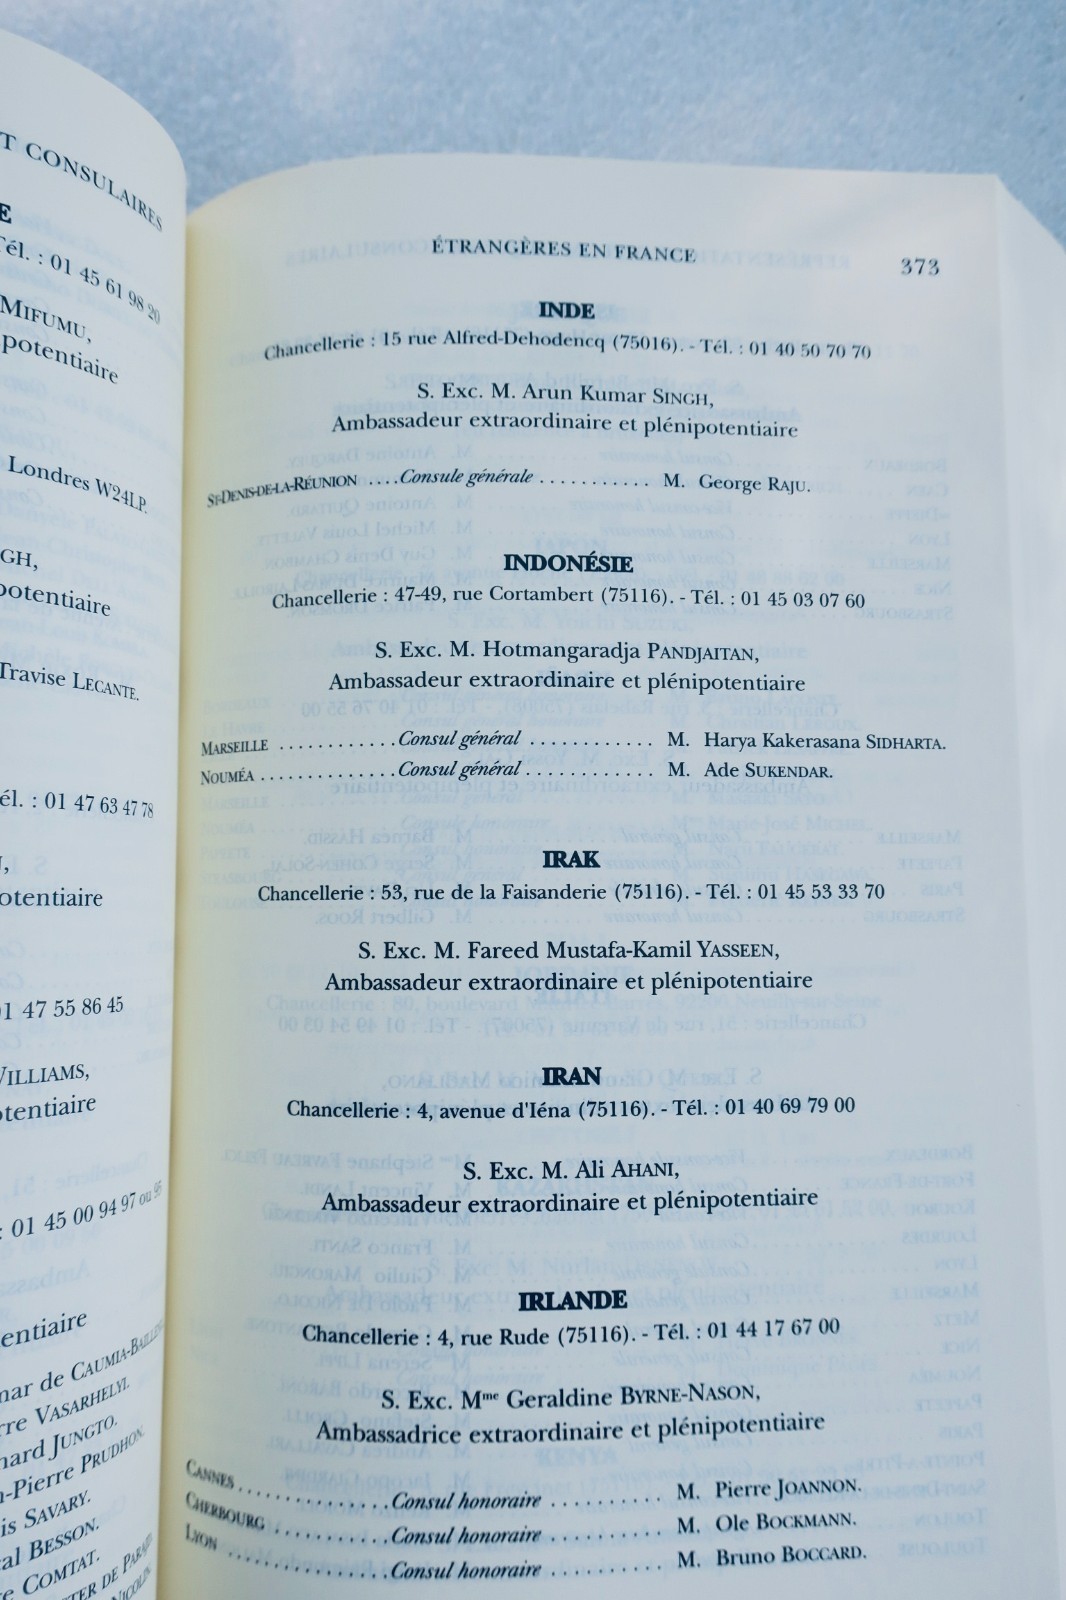 T CONSULAIRES
E
Tél. : 01 45 61 98 20
MIFUMU,
potentiaire
Londres W24LP.
GH,
potentiaire
Travise LECANTE.
él. : 01 47 63 47 78
otentiaire
01 47 55 86 45
WILLIAMS,
otentiaire
: 01 45 00 94 97 ou 95
entiaire
mar de
rre VASARHELYI.
nard JUNGTO.
-Pierre PRUDHON.
is SAVARY.
al BESSON.
e COMTAT.
ÉTRANGÈRES EN FRANCE 373
INDE
Chancellerie : 15 rue Alfred-Dehodencq (75016). - Tél. : 01 40 50 70 70
S. Exc. M. Arun Kumar SINGH,
Ambassadeur extraordinaire et plénipotentiaire
ST-DENIS-DE-LA-RÉUNION .... Consule générale ........... M. George RAJU.
INDONÉSIE
Chancellerie : 47-49, rue Cortambert (75116). - Tél. : 01 45 03 07 60
S. Exc. M. Hotmangaradja PANDJAITAN,
Ambassadeur extraordinaire et plénipotentiaire
MARSEILLE ............ Consul général ............ M. Harya Kakerasana SIDHARTA.
NOUMÉA .............. Consul général ............ M. Ade SUKENDAR.
IRAK
Chancellerie : 53, rue de la Faisanderie (75116). - Tél. : 01 45 53 33 70
S. Exc. M. Fareed Mustafa-Kamil YASSEEN,
Ambassadeur extraordinaire et plénipotentiaire
IRAN
Chancellerie : 4, avenue d'Iéna (75116). - Tél. : 01 40 69 79 00
S. Exc. M. Ali AHANI,
Ambassadeur extraordinaire et plénipotentiaire
IRLANDE
Chancellerie : 4, rue Rude (75116). - Tél. : 01 44 17 67 00
S. Exc. Mme Geraldine BYRNE-NASON,
Ambassadrice extraordinaire et plénipotentiaire
CANNES ................ Consul honoraire ........... M. Pierre JOANNON.
CHERBOURG ............ Consul honoraire ........... M. Ole BOCKMANN.
LYON .................. Consul honoraire ........... M. Bruno BOCCARD.